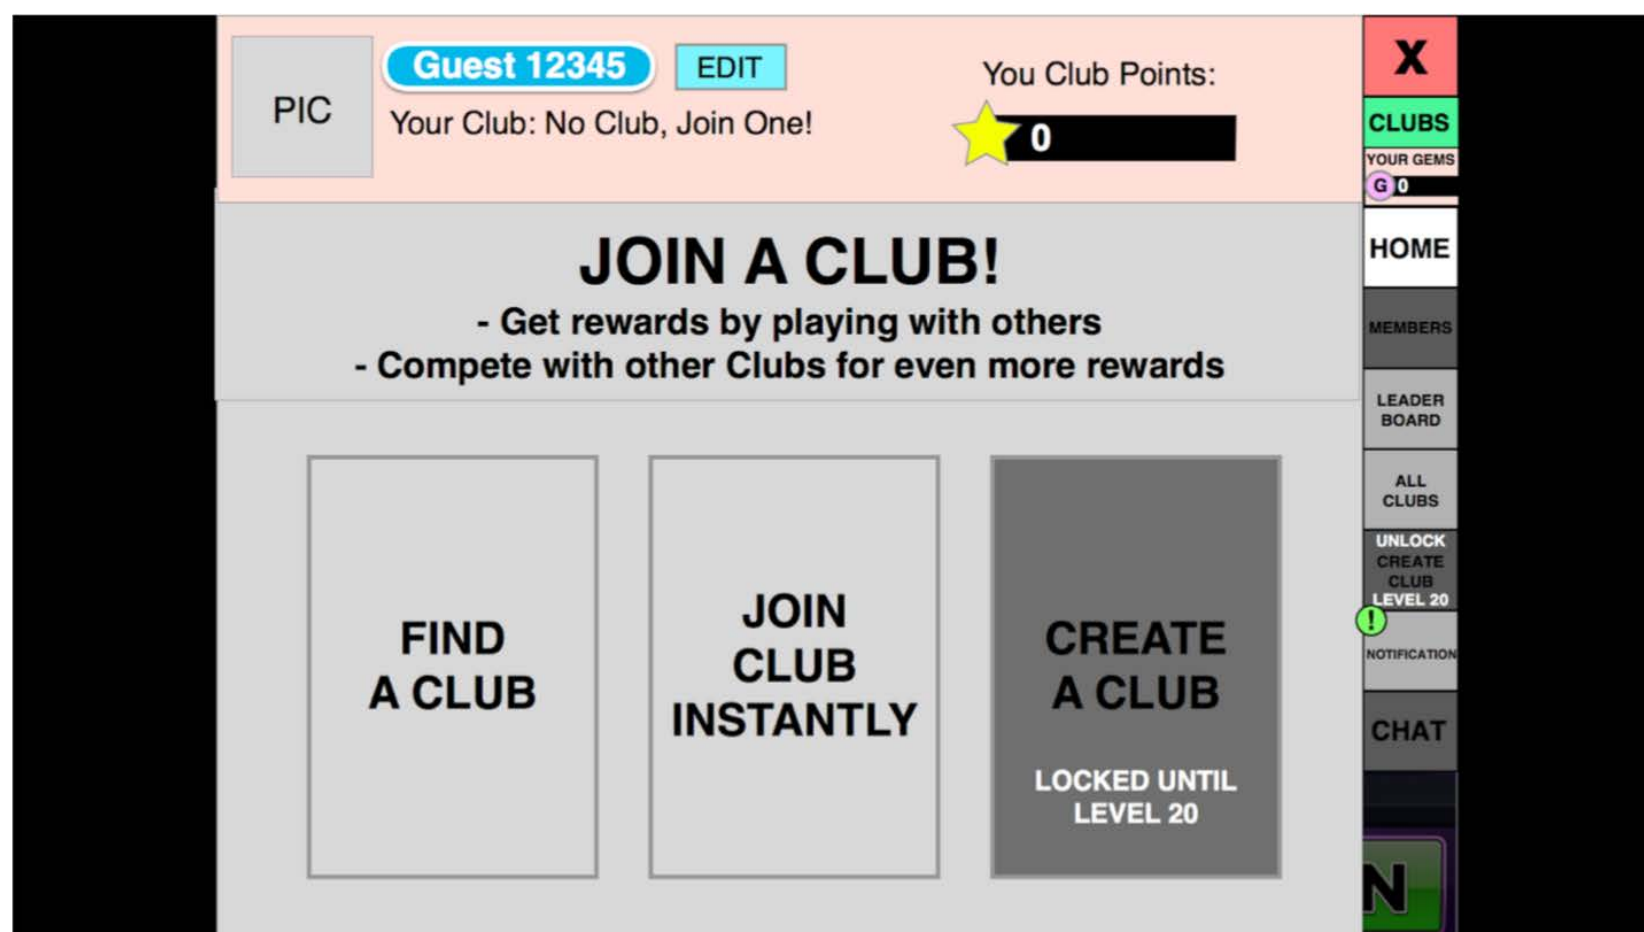 PIC
Guest 12345
EDIT
Your Club: No Club, Join One!
You Club Points:
0
JOIN A CLUB!
- Get rewards by playing with others
- Compete with other Clubs for even more rewards
FIND
A CLUB
JOIN
CLUB
INSTANTLY
CREATE
A CLUB
LOCKED UNTIL
LEVEL 20
X
CLUBS
YOUR GEMS
G 0
HOME
MEMBERS
LEADER
BOARD
ALL
CLUBS
UNLOCK
CREATE
CLUB
LEVEL 20
!
NOTIFICATION
CHAT
N